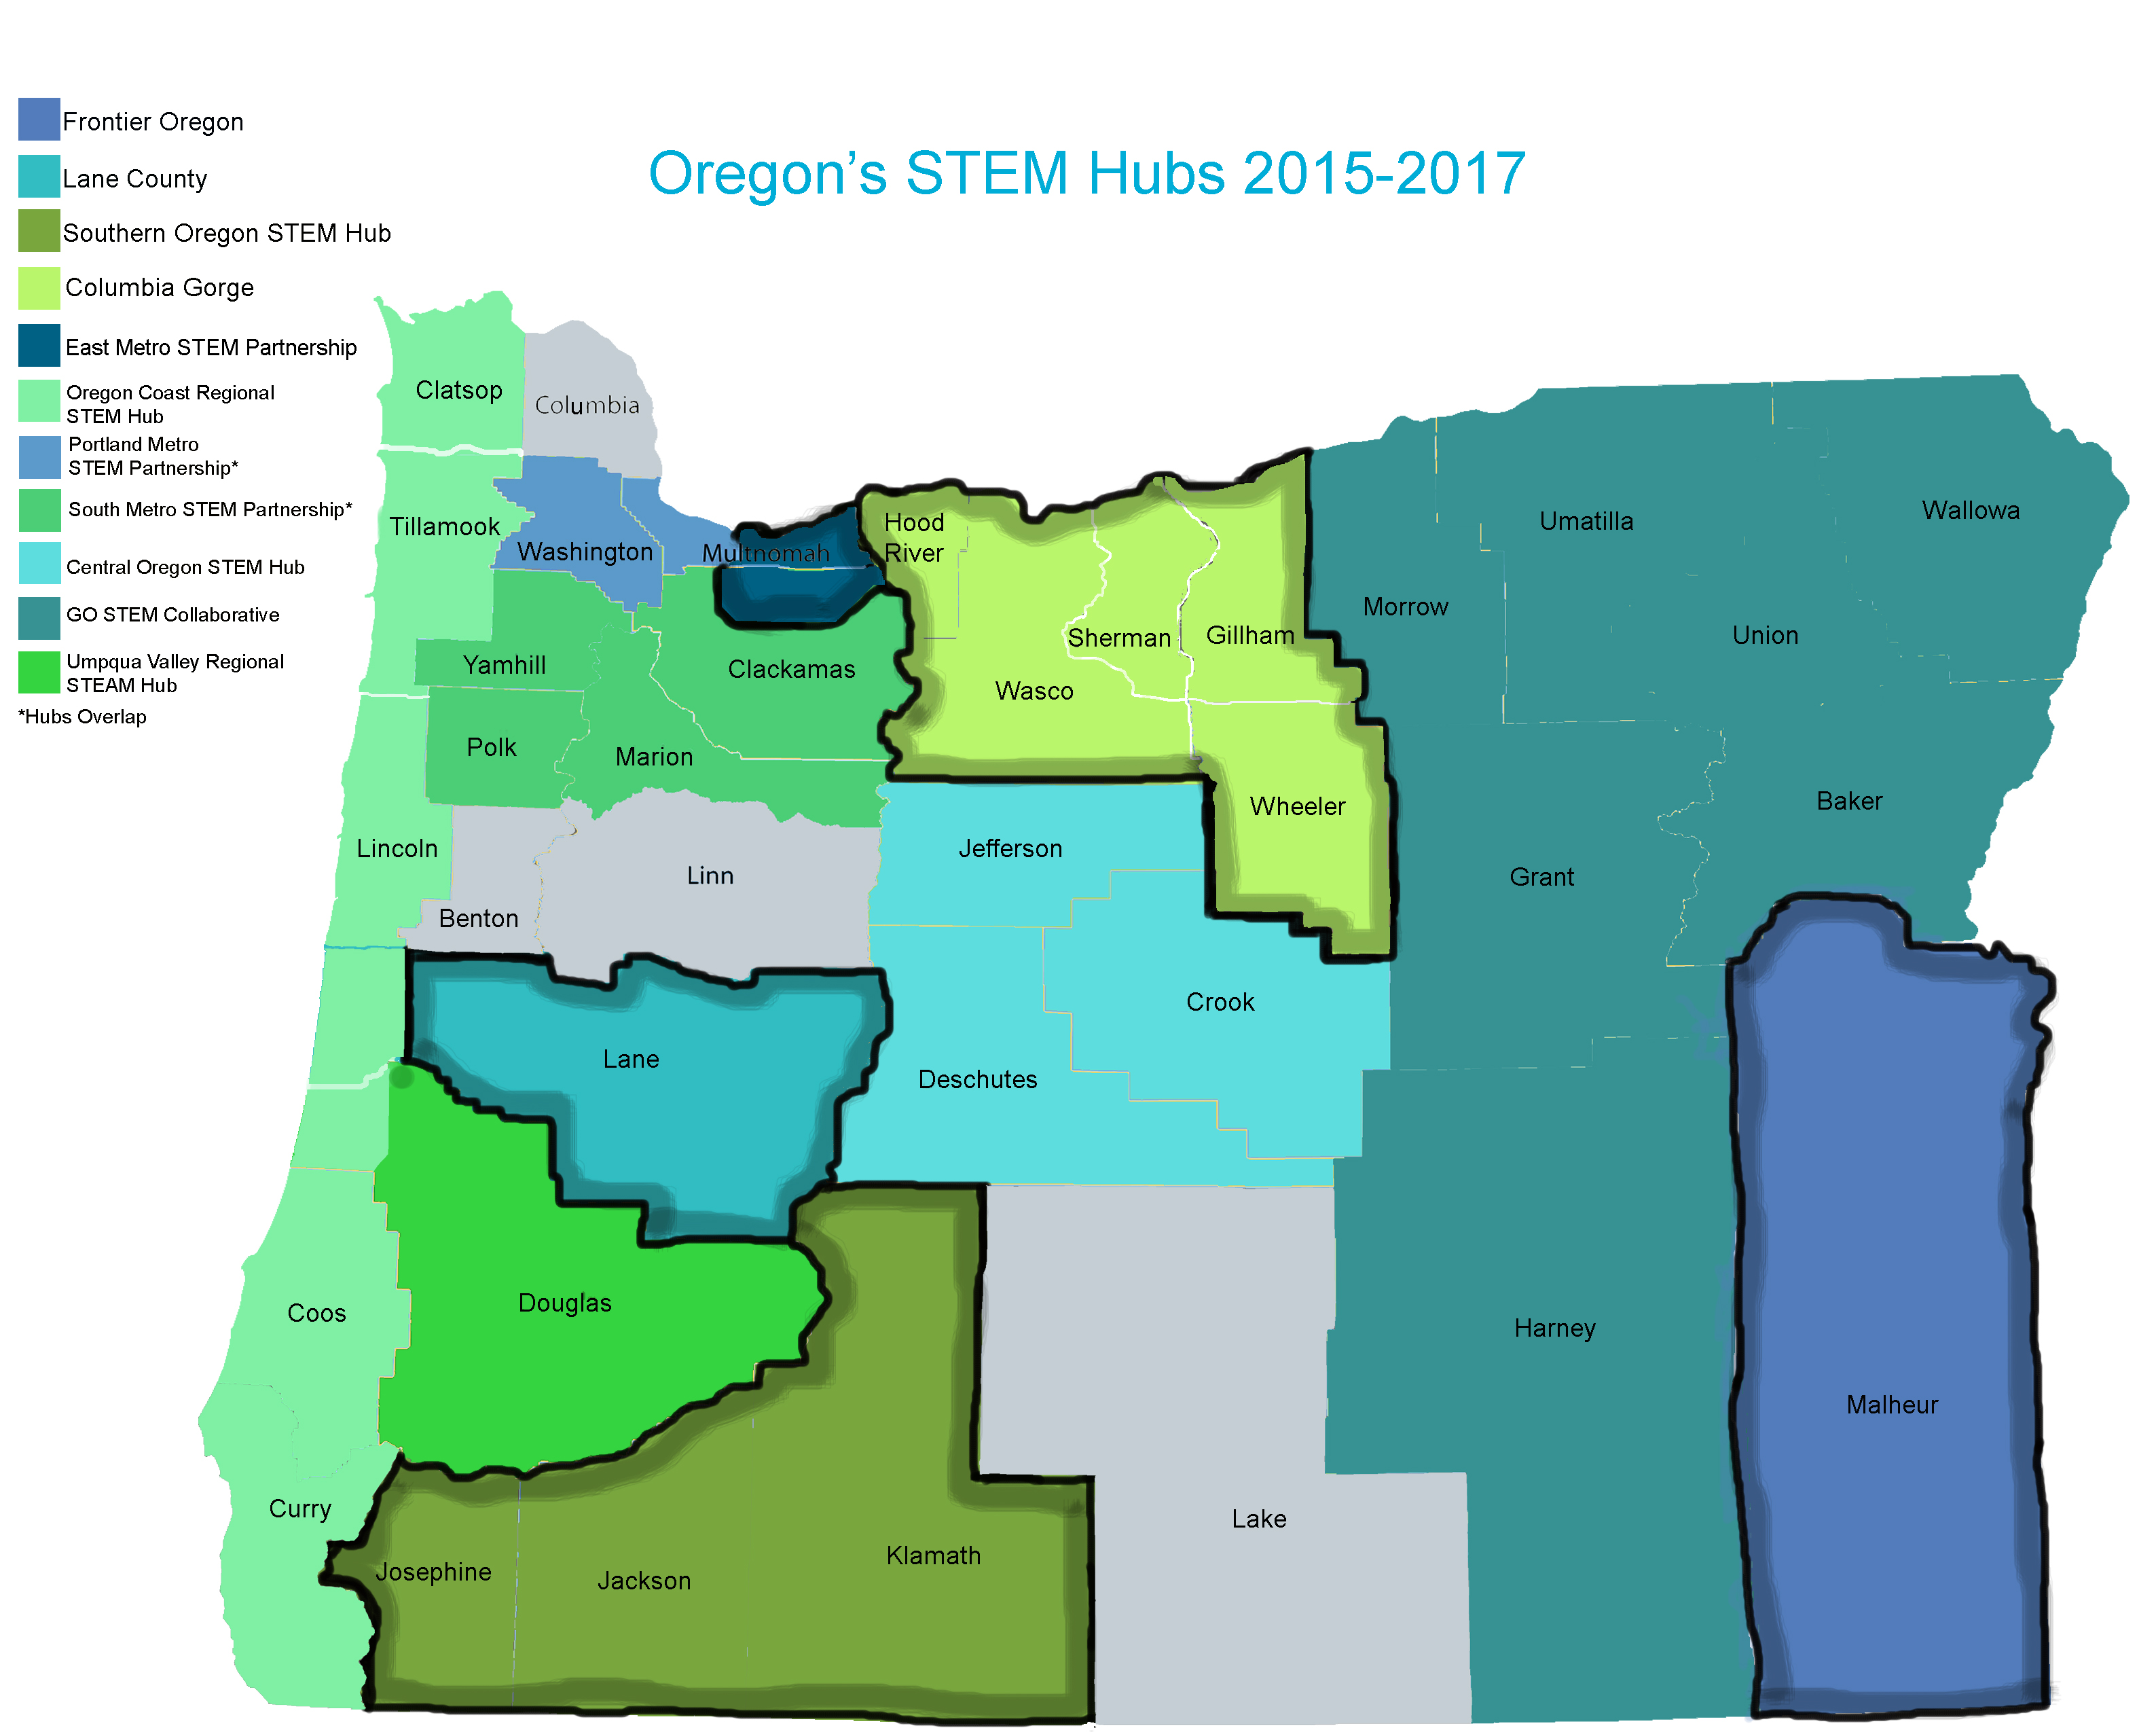 Oregon's STEM Hubs 2015-2017
Frontier Oregon
Lane County
Southern Oregon STEM Hub
Columbia Gorge
East Metro STEM Partnership
Oregon Coast Regional
STEM Hub
Portland Metro
STEM Partnership*
South Metro STEM Partnership*
Central Oregon STEM Hub
GO STEM Collaborative
Umpqua Valley Regional
STEAM Hub
*Hubs Overlap
Clatsop
Columbia
Tillamook
Washington
Multnomah
Hood
River
Yamhill
Clackamas
Sherman
Gillham
Wasco
Morrow
Umatilla
Union
Wallowa
Polk
Marion
Wheeler
Baker
Lincoln
Benton
Linn
Jefferson
Grant
Lane
Deschutes
Crook
Coos
Douglas
Harney
Malheur
Curry
Josephine
Jackson
Klamath
Lake